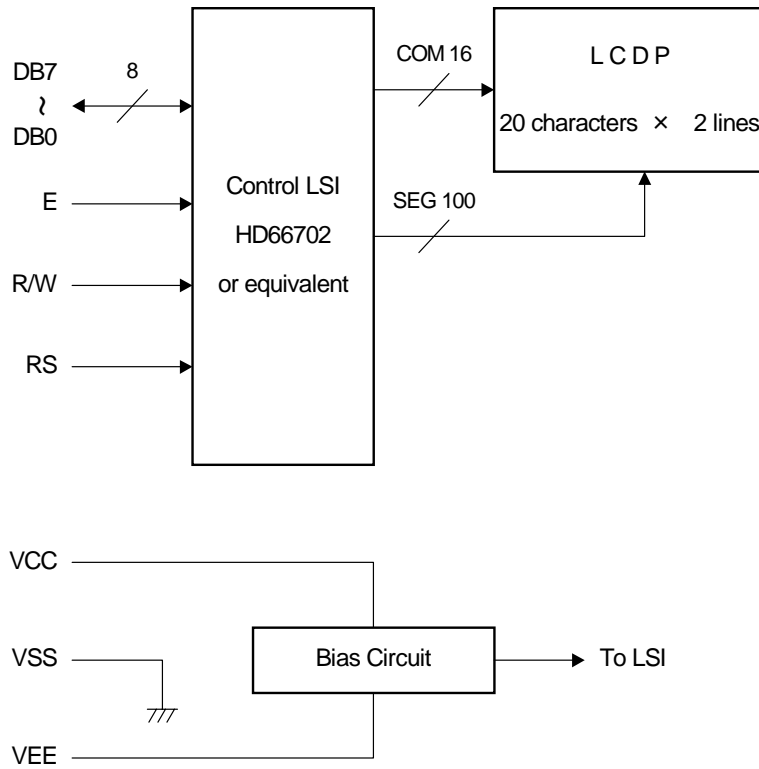 DB7
~
DB0
8
E
R/W
RS
Control LSI
HD66702
or equivalent
COM 16
SEG 100
L C D P
20 characters × 2 lines
VCC
VSS
VEE
Bias Circuit
To LSI